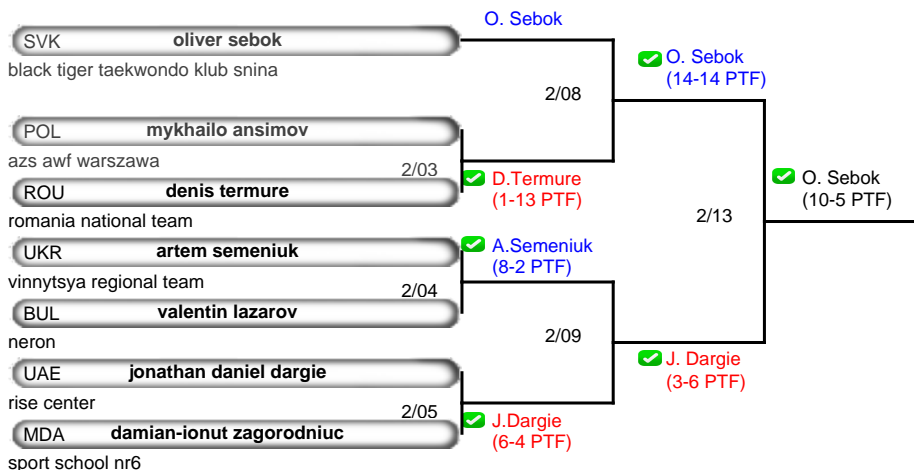 SVK oliver sebok
black tiger taekwondo klub snina
POL mykhailo ansimov
azs awf warszawa
ROU denis termure
romania national team
UKR artem semeniuk
vinnytsya regional team
BUL valentin lazarov
neron
UAE jonathan daniel dargie
rise center
MDA damian-ionut zagorodniuc
sport school nr6
2/03
2/04
2/05
O. Sebok
D.Termure
(1-13 PTF)
A.Semeniuk
(8-2 PTF)
J.Dargie
(6-4 PTF)
2/08
2/09
O. Sebok
(14-14 PTF)
J. Dargie
(3-6 PTF)
2/13
O. Sebok
(10-5 PTF)